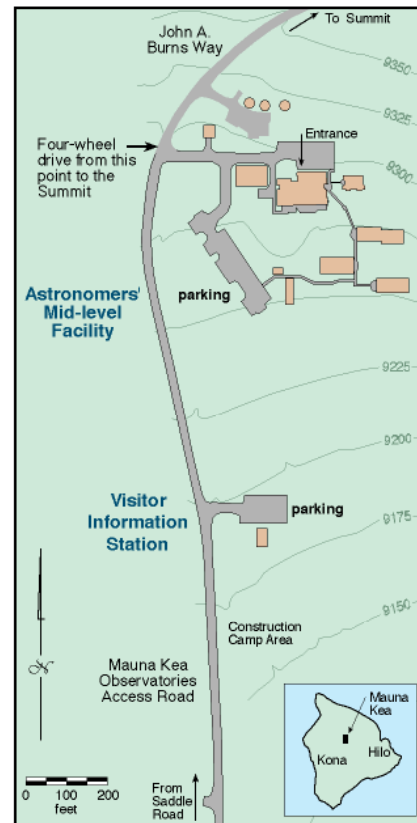 To Summit
John A.
Burns Way
9350
9325
Four-wheel
drive from this
point to the
Summit
Entrance
9300
parking
Astronomers'
Mid-level
Facility
9225
9200
Visitor
Information
Station
parking
9175
9150
Construction
Camp Area
N
Mauna Kea
Observatories
Access Road
Mauna
Kea
Hilo
Kona
0 100 200
feet
From
Saddle
Road